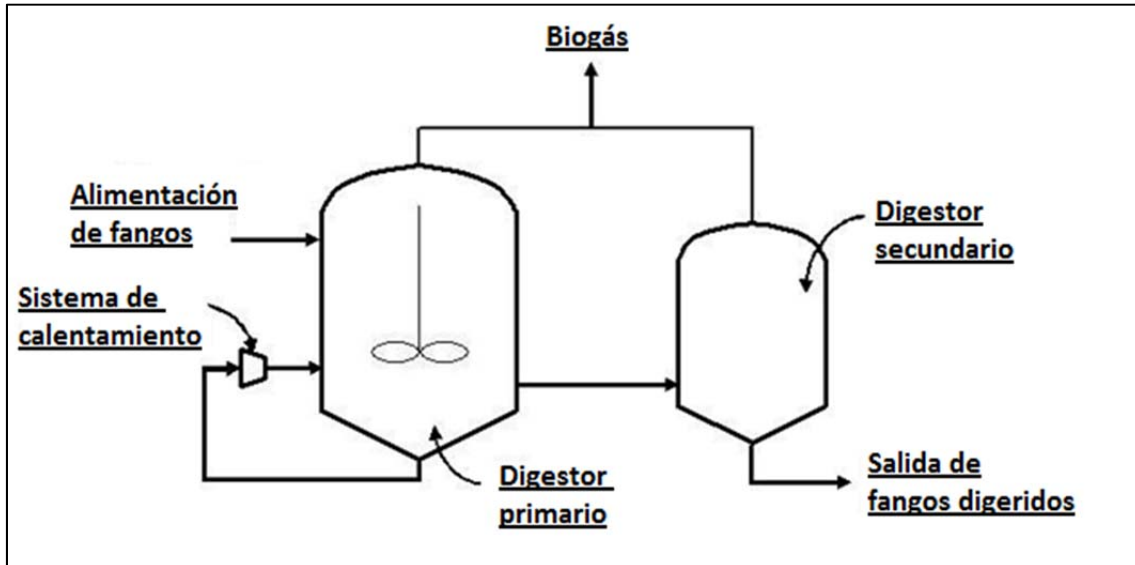 Biogás
Alimentación
de fangos
Digestor
secundario
Sistema de
calentamiento
Digestor
primario
Salida de
fangos digeridos